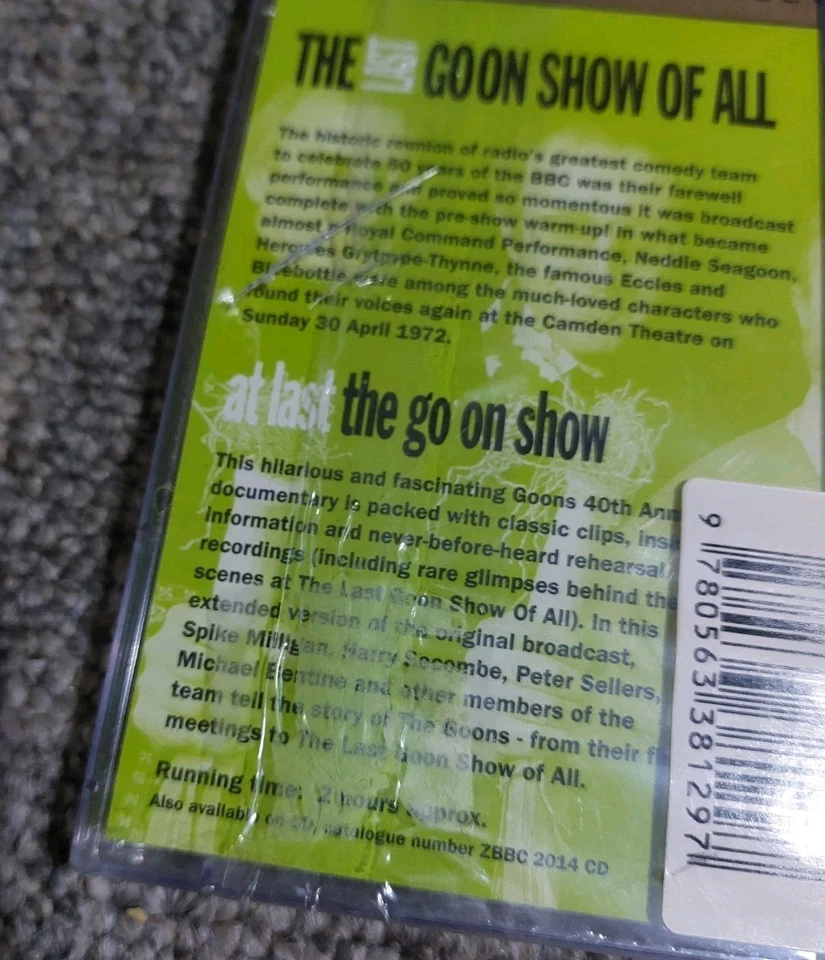 THE LAST GOON SHOW OF ALL
The historic reunion of radio's greatest comedy team
to celebrate 50 years of the BBC was their farewell
performance and proved so momentous it was broadcast
complete with the pre-show warm-up! In what became
almost a Royal Command Performance, Neddie Seagoon,
Hercules Grytpype-Thynne, the famous Eccles and
Bluebottle were among the much-loved characters who
found their voices again at the Camden Theatre on
Sunday 30 April 1972.
at last the go on show
This hilarious and fascinating Goons 40th Ann
documentary is packed with classic clips, insi
information and never-before-heard rehearsal
recordings (including rare glimpses behind the
scenes at The Last Goon Show Of All). In this
extended version of the original broadcast,
Spike Milligan, Harry Secombe, Peter Sellers,
Michael Bentine and other members of the
team tell the story of The Goons - from their fi
meetings to The Last Goon Show of All.
Running time: 2 hours approx.
Also available on CD, catalogue number ZBBC 2014 CD
9 780563 381297